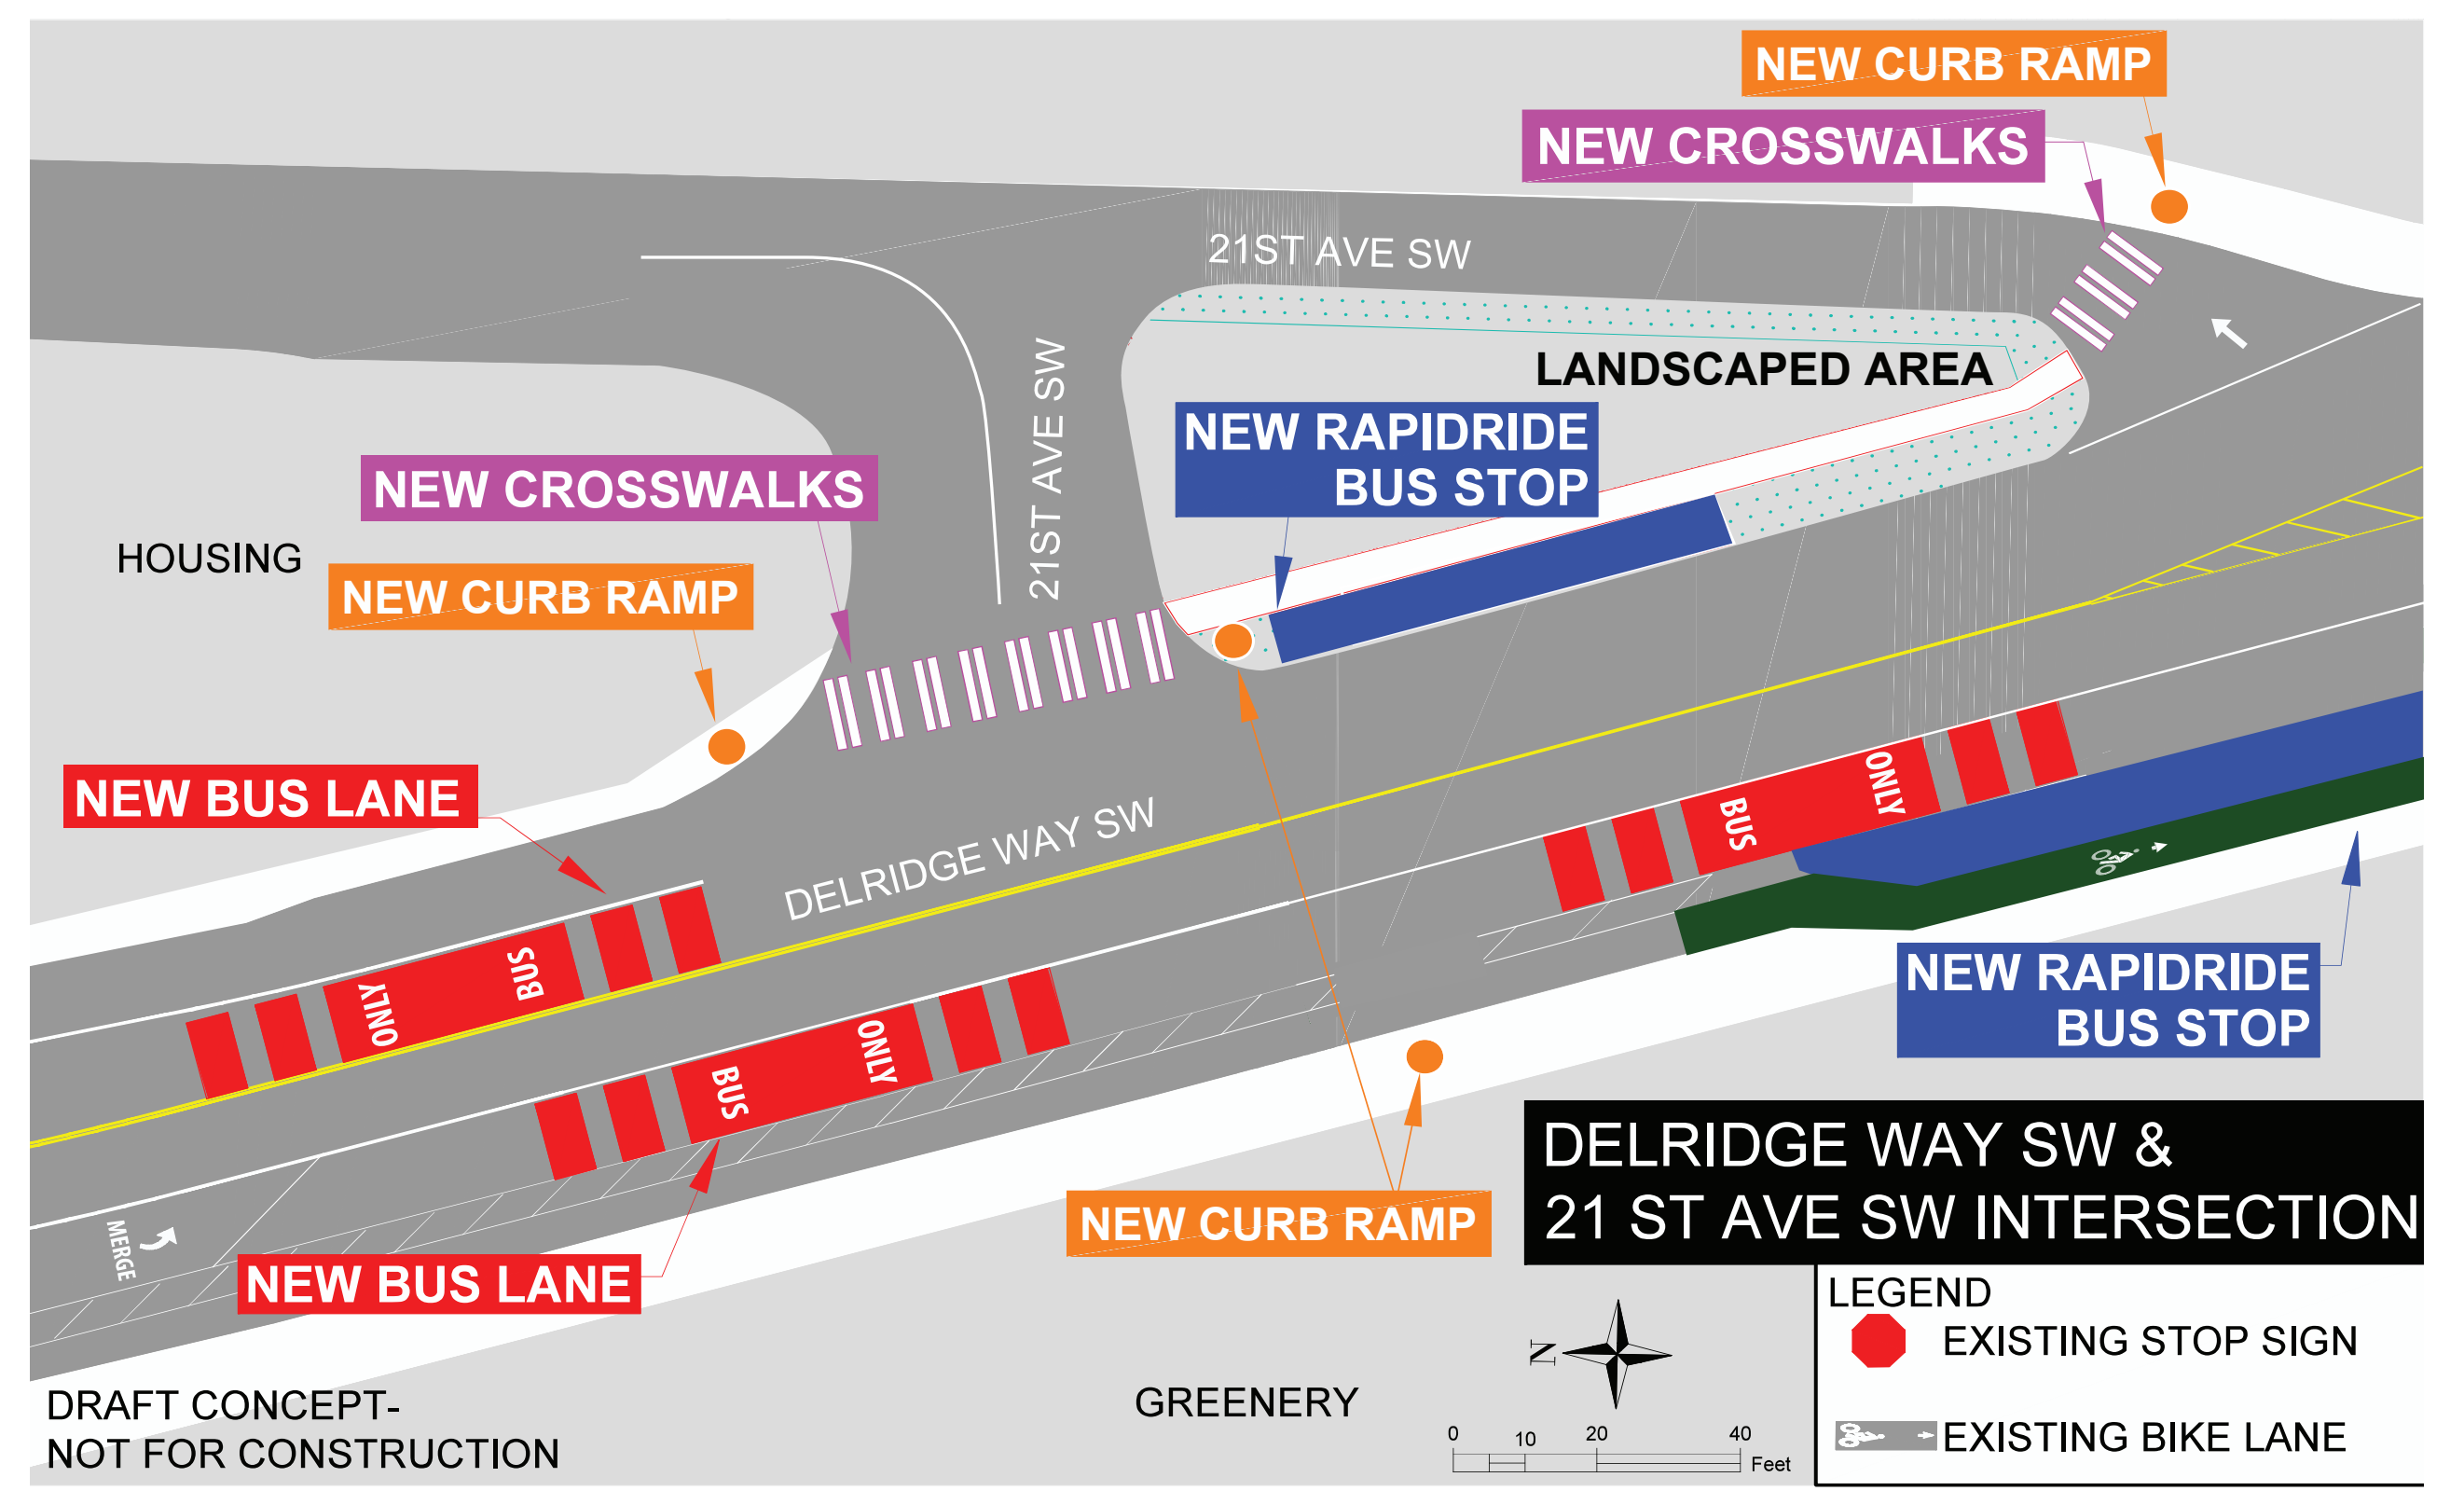 NEW CURB RAMP
NEW CROSSWALKS
21ST AVE SW
LANDSCAPED AREA
21ST AVE SW
NEW RAPIDRIDE
BUS STOP
NEW CROSSWALKS
HOUSING
NEW CURB RAMP
NEW BUS LANE
DELRIDGE WAY SW
BUS
ONLY
ONLY
BUS
BUS
ONLY
NEW RAPIDRIDE
BUS STOP
MERGE
NEW BUS LANE
NEW CURB RAMP
DELRIDGE WAY SW &
21 ST AVE SW INTERSECTION
LEGEND
EXISTING STOP SIGN
EXISTING BIKE LANE
N
GREENERY
0 10 20 40
Feet
DRAFT CONCEPT-
NOT FOR CONSTRUCTION